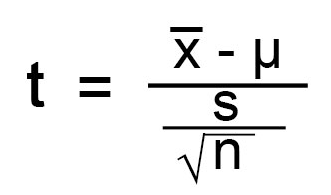 t = x̄ - μ
s
√n